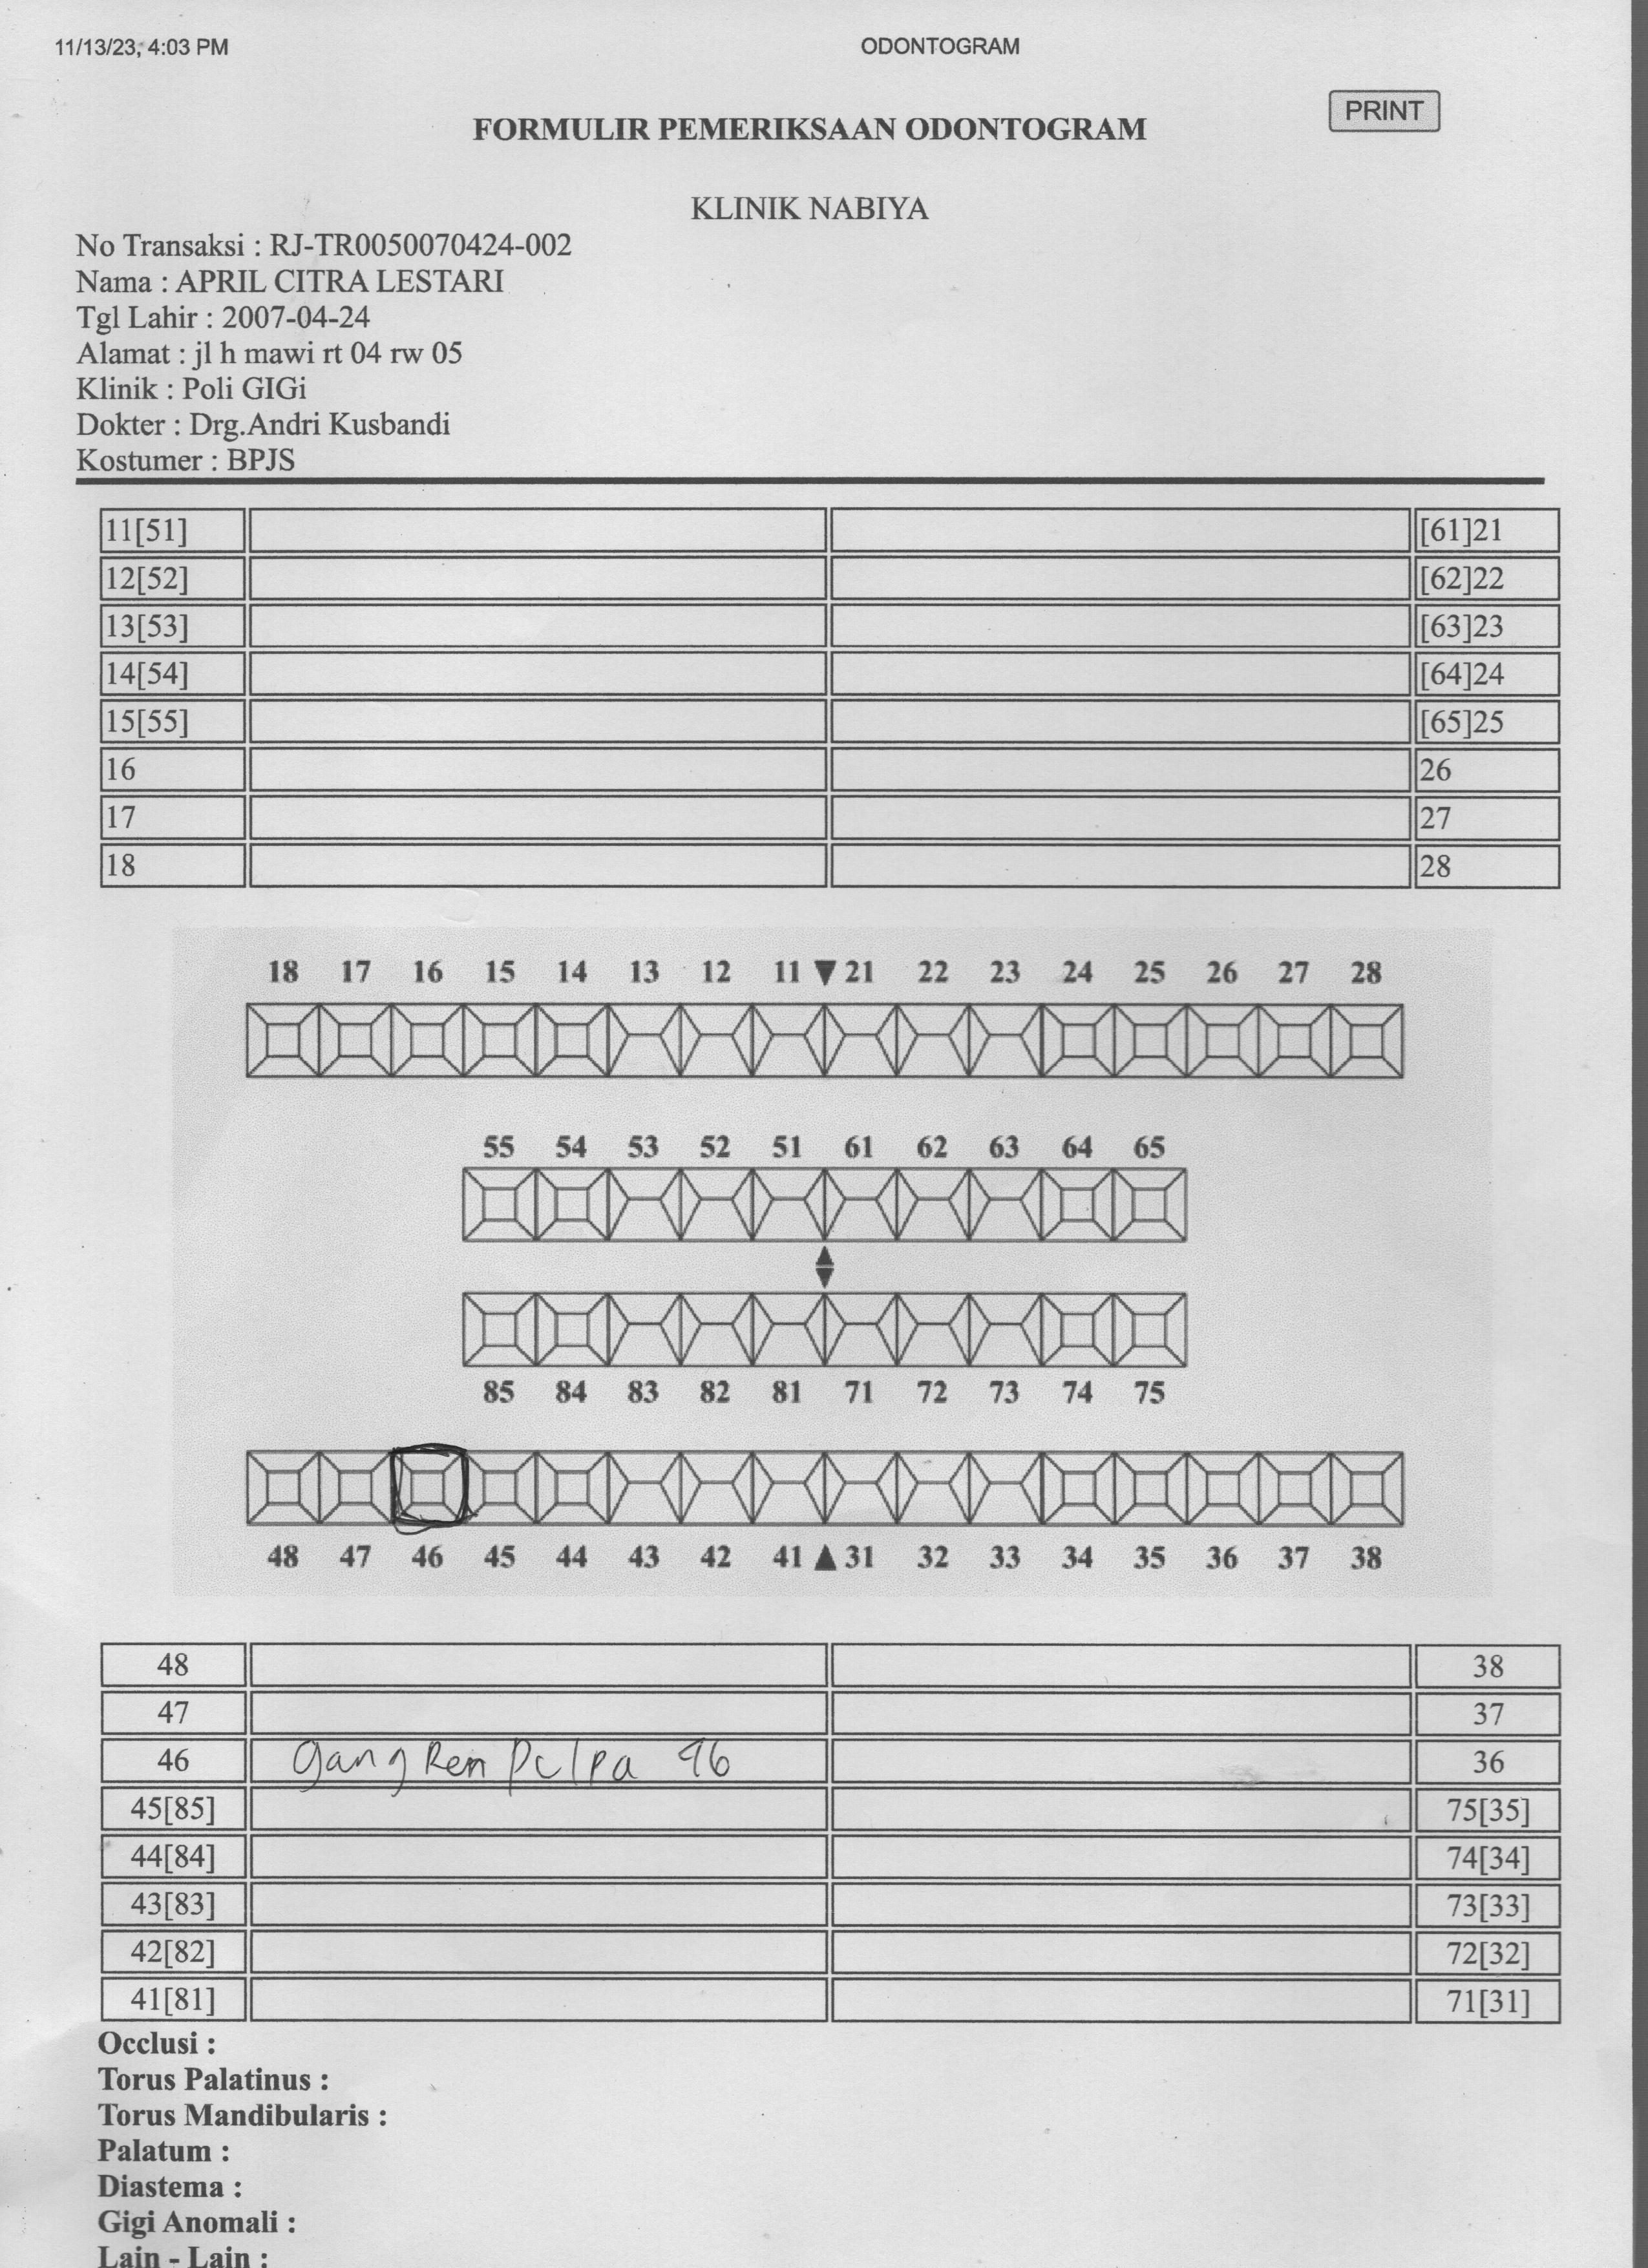 11/13/23, 4:03 PM ODONTOGRAM
PRINT
FORMULIR PEMERIKSAAN ODONTOGRAM
KLINIK NABIYA
No Transaksi : RJ-TR0050070424-002
Nama : APRIL CITRA LESTARI
Tgl Lahir : 2007-04-24
Alamat : jl h mawi rt 04 rw 05
Klinik : Poli GIGi
Dokter : Drg.Andri Kusbandi
Kostumer : BPJS
11[51] [61]21
12[52] [62]22
13[53] [63]23
14[54] [64]24
15[55] [65]25
16 26
17 27
18 28
18 17 16 15 14 13 12 11 21 22 23 24 25 26 27 28
55 54 53 52 51 61 62 63 64 65
85 84 83 82 81 71 72 73 74 75
48 47 46 45 44 43 42 41 31 32 33 34 35 36 37 38
48 38
47 37
46 gangRen pulpa 46 36
45[85] 75[35]
44[84] 74[34]
43[83] 73[33]
42[82] 72[32]
41[81] 71[31]
Occlusi :
Torus Palatinus :
Torus Mandibularis :
Palatum :
Diastema :
Gigi Anomali :
Lain - Lain :